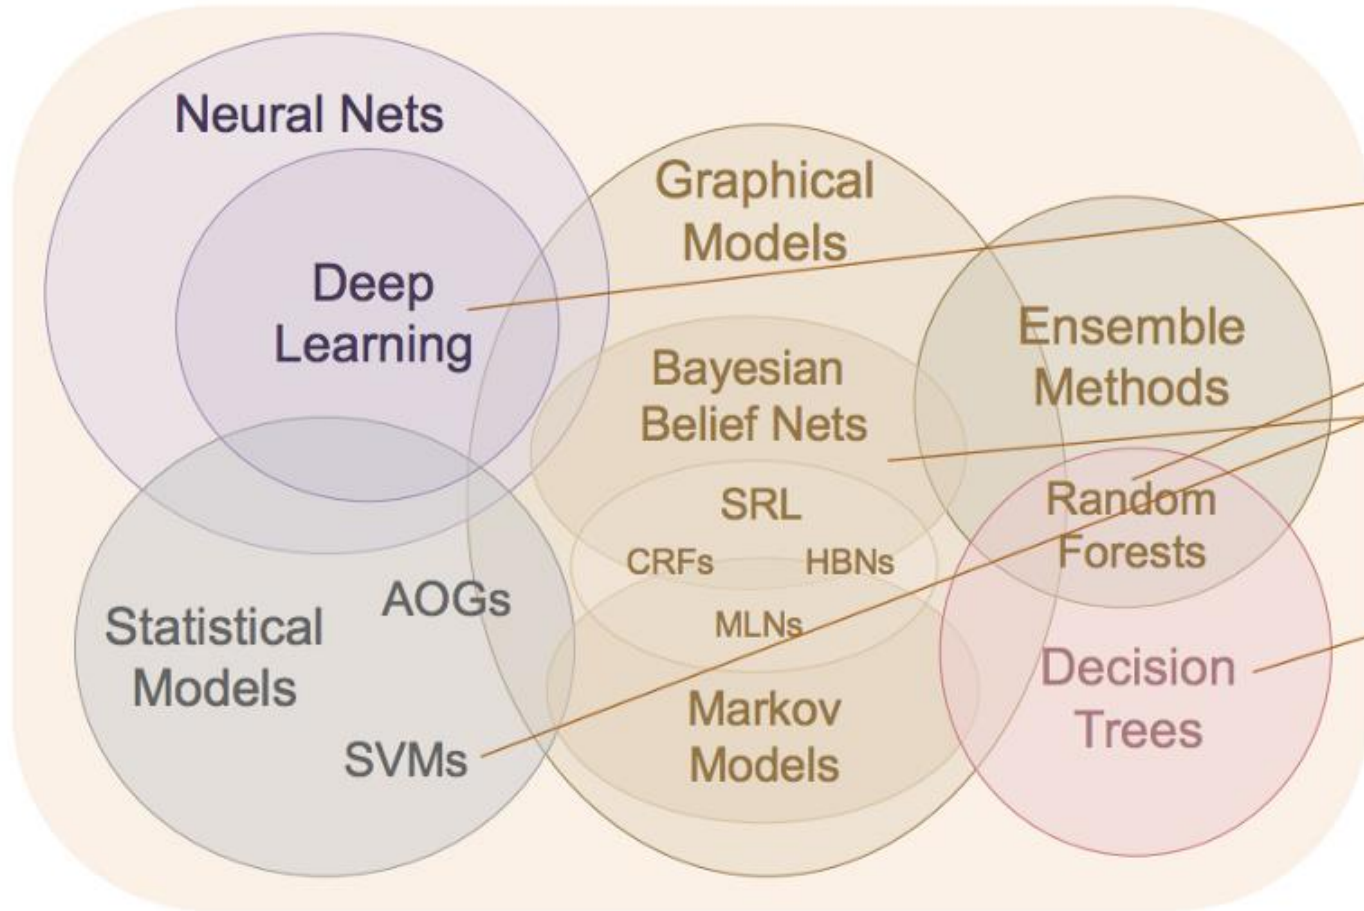 Neural Nets
Deep
Learning
Graphical
Models
Ensemble
Methods
Bayesian
Belief Nets
SRL
CRFs
HBNs
MLNs
Markov
Models
Random
Forests
Decision
Trees
Statistical
Models
AOGs
SVMs